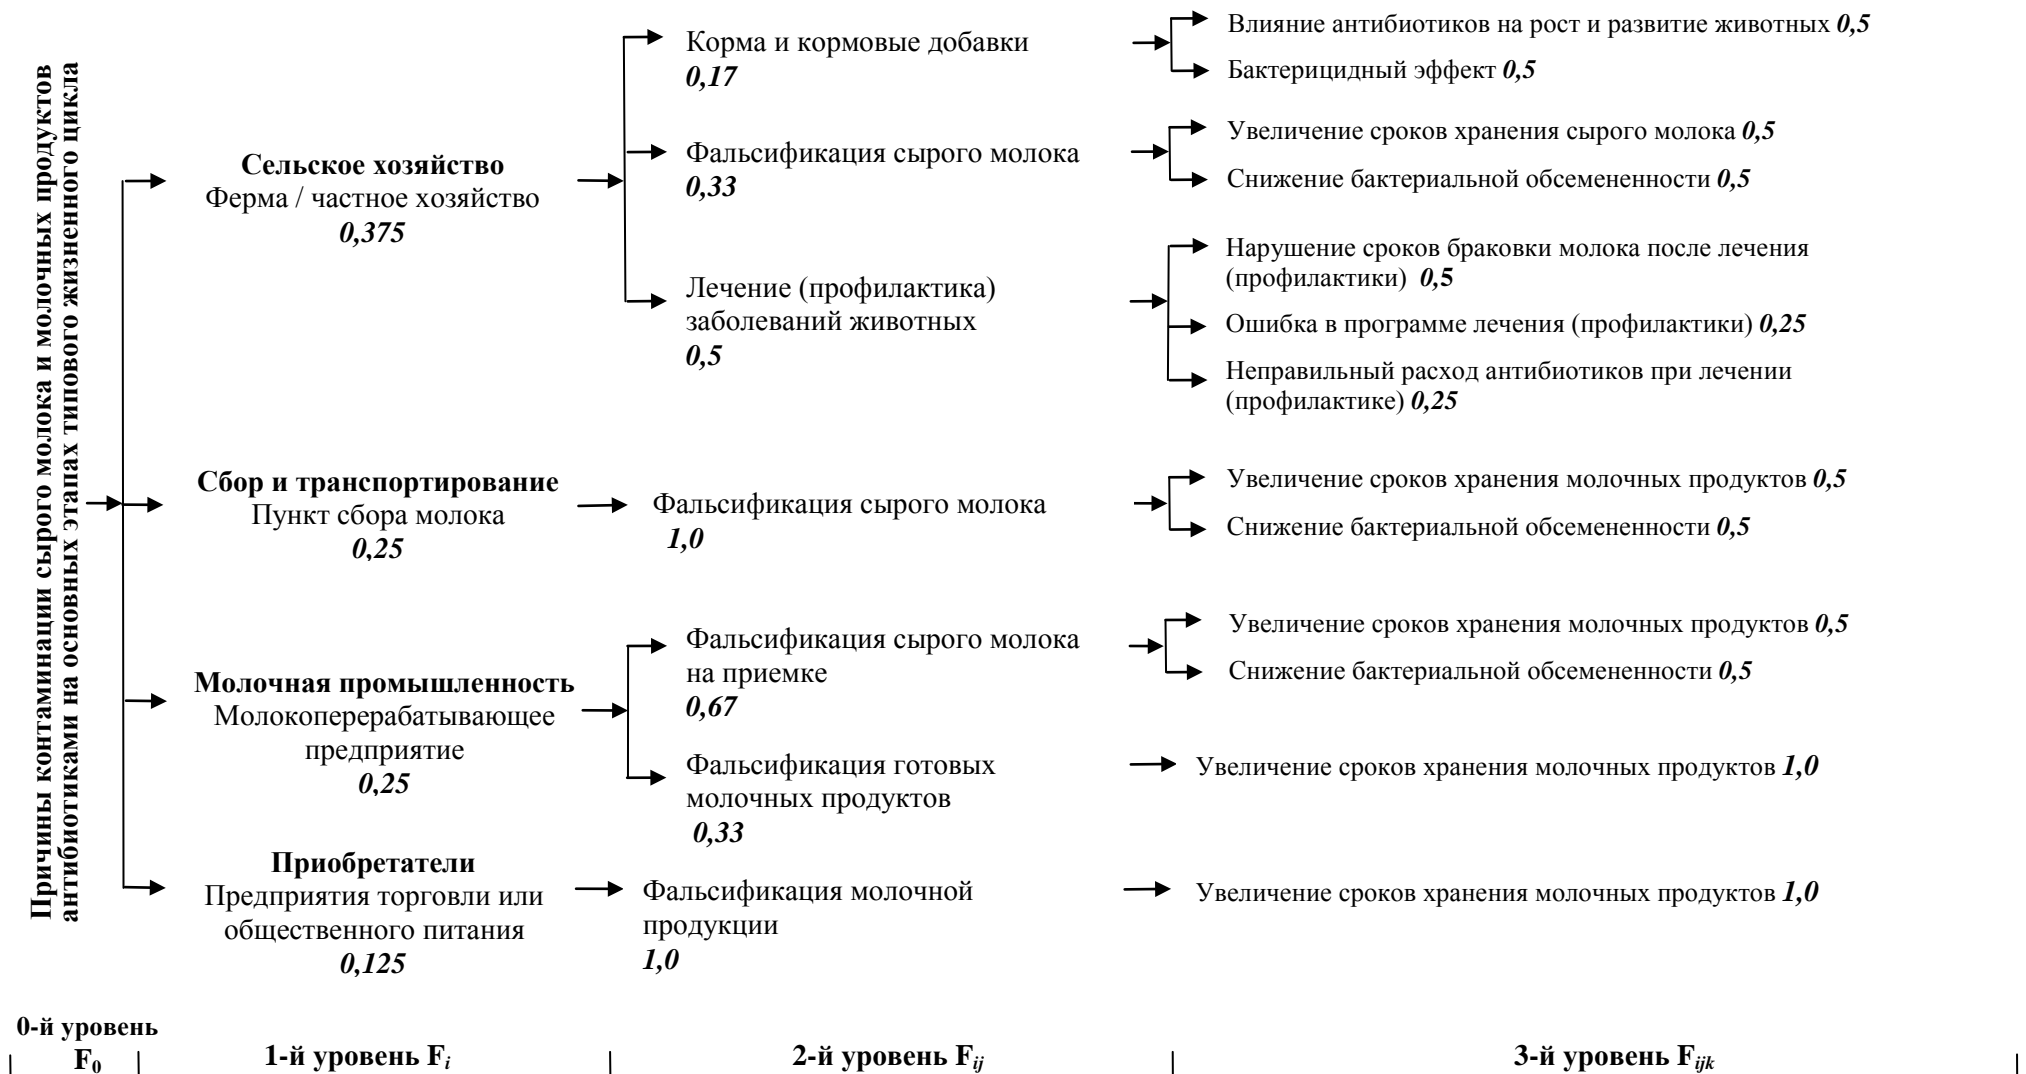 Причины контаминации сырого молока и молочных продуктов
антибиотиками на основных этапах типового жизненного цикла
Сельское хозяйство
Ферма / частное хозяйство
0,375
Корма и кормовые добавки
0,17
Влияние антибиотиков на рост и развитие животных 0,5
Бактерицидный эффект 0,5
Фальсификация сырого молока
0,33
Увеличение сроков хранения сырого молока 0,5
Снижение бактериальной обсемененности 0,5
Лечение (профилактика)
заболеваний животных
0,5
Нарушение сроков браковки молока после лечения
(профилактики) 0,5
Ошибка в программе лечения (профилактики) 0,25
Неправильный расход антибиотиков при лечении
(профилактике) 0,25
Сбор и транспортирование
Пункт сбора молока
0,25
Фальсификация сырого молока
1,0
Увеличение сроков хранения молочных продуктов 0,5
Снижение бактериальной обсемененности 0,5
Молочная промышленность
Молокоперерабатывающее
предприятие
0,25
Фальсификация сырого молока
на приемке
0,67
Увеличение сроков хранения молочных продуктов 0,5
Снижение бактериальной обсемененности 0,5
Фальсификация готовых
молочных продуктов
0,33
Увеличение сроков хранения молочных продуктов 1,0
Приобретатели
Предприятия торговли или
общественного питания
0,125
Фальсификация молочной
продукции
1,0
Увеличение сроков хранения молочных продуктов 1,0
0-й уровень
F0
1-й уровень Fi
2-й уровень Fij
3-й уровень Fijk